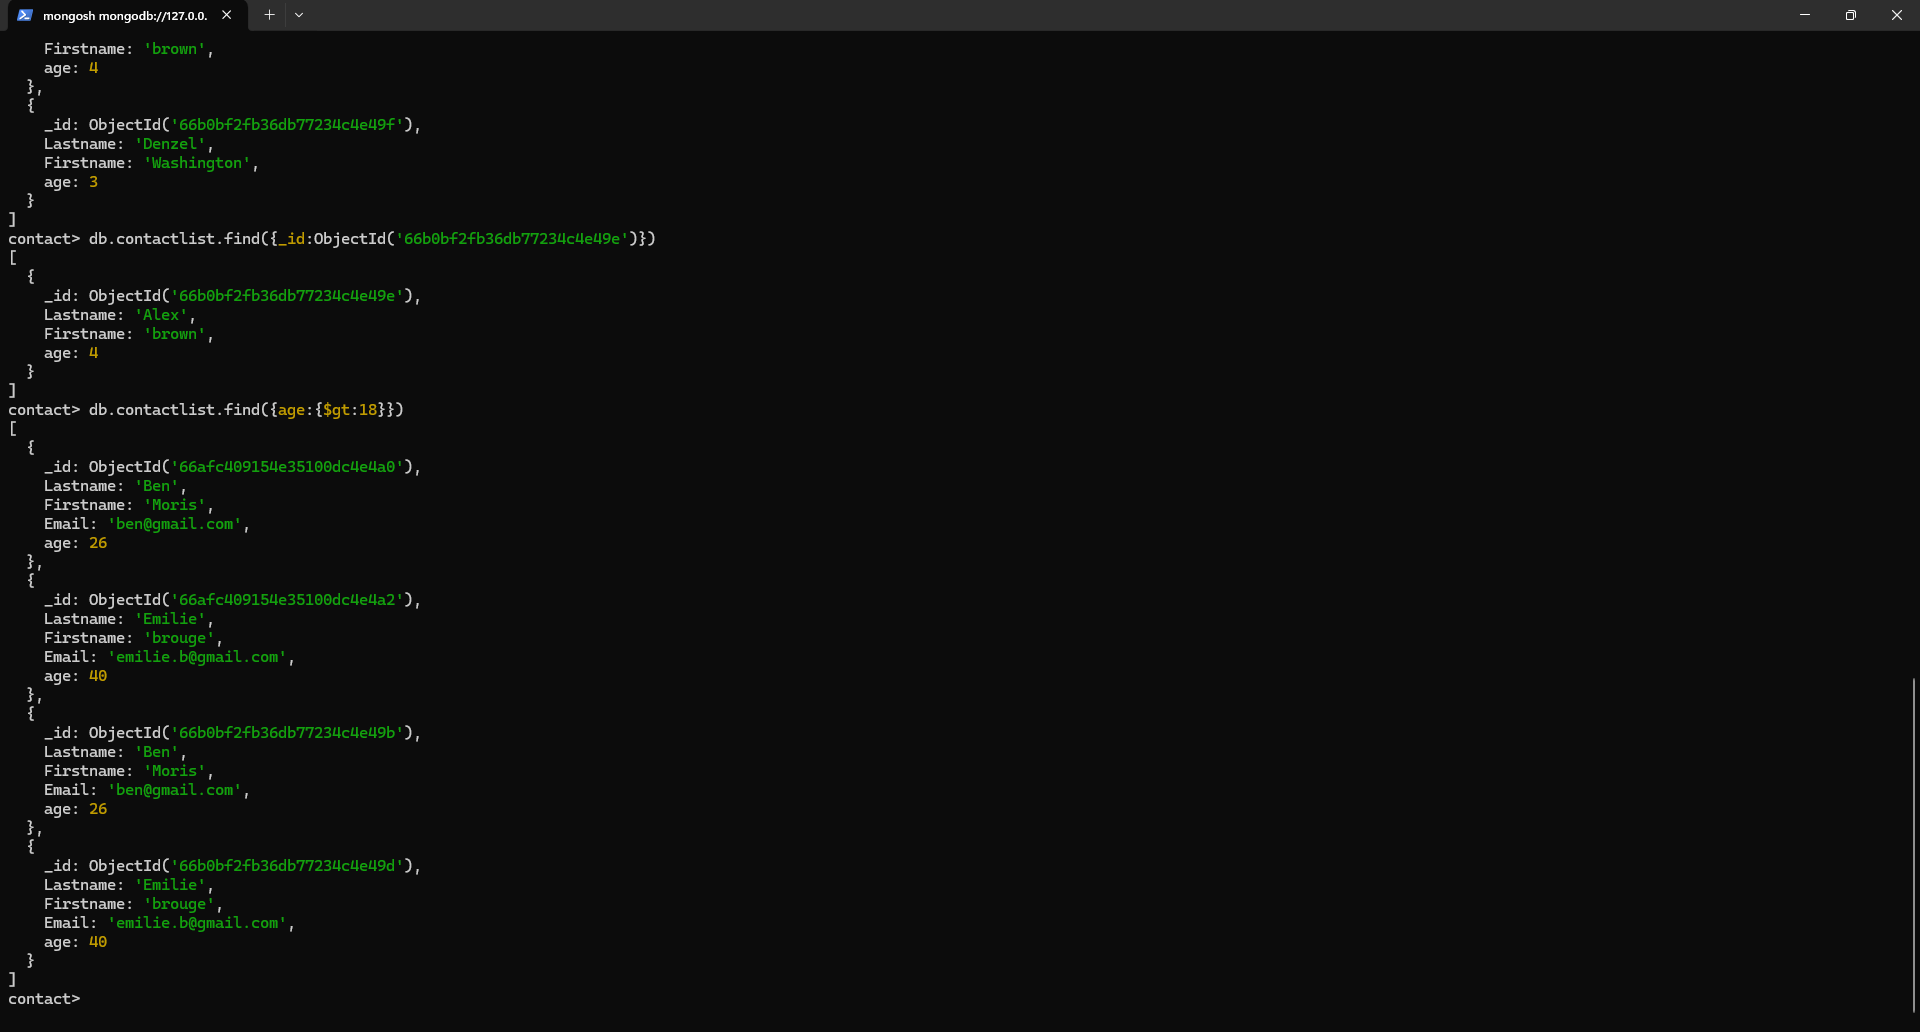 mongosh mongodb://127.0.0.
Firstname: 'brown',
age: 4
},
{
_id: ObjectId('66b0bf2fb36db77234c4e49f'),
Lastname: 'Denzel',
Firstname: 'Washington',
age: 3
}
]
contact> db.contactlist.find({_id:ObjectId('66b0bf2fb36db77234c4e49e')})
[
{
_id: ObjectId('66b0bf2fb36db77234c4e49e'),
Lastname: 'Alex',
Firstname: 'brown',
age: 4
}
]
contact> db.contactlist.find({age:{$gt:18}})
[
{
_id: ObjectId('66afc409154e35100dc4e4a0'),
Lastname: 'Ben',
Firstname: 'Moris',
Email: 'ben@gmail.com',
age: 26
},
{
_id: ObjectId('66afc409154e35100dc4e4a2'),
Lastname: 'Emilie',
Firstname: 'brouge',
Email: 'emilie.b@gmail.com',
age: 40
},
{
_id: ObjectId('66b0bf2fb36db77234c4e49b'),
Lastname: 'Ben',
Firstname: 'Moris',
Email: 'ben@gmail.com',
age: 26
},
{
_id: ObjectId('66b0bf2fb36db77234c4e49d'),
Lastname: 'Emilie',
Firstname: 'brouge',
Email: 'emilie.b@gmail.com',
age: 40
}
]
contact>